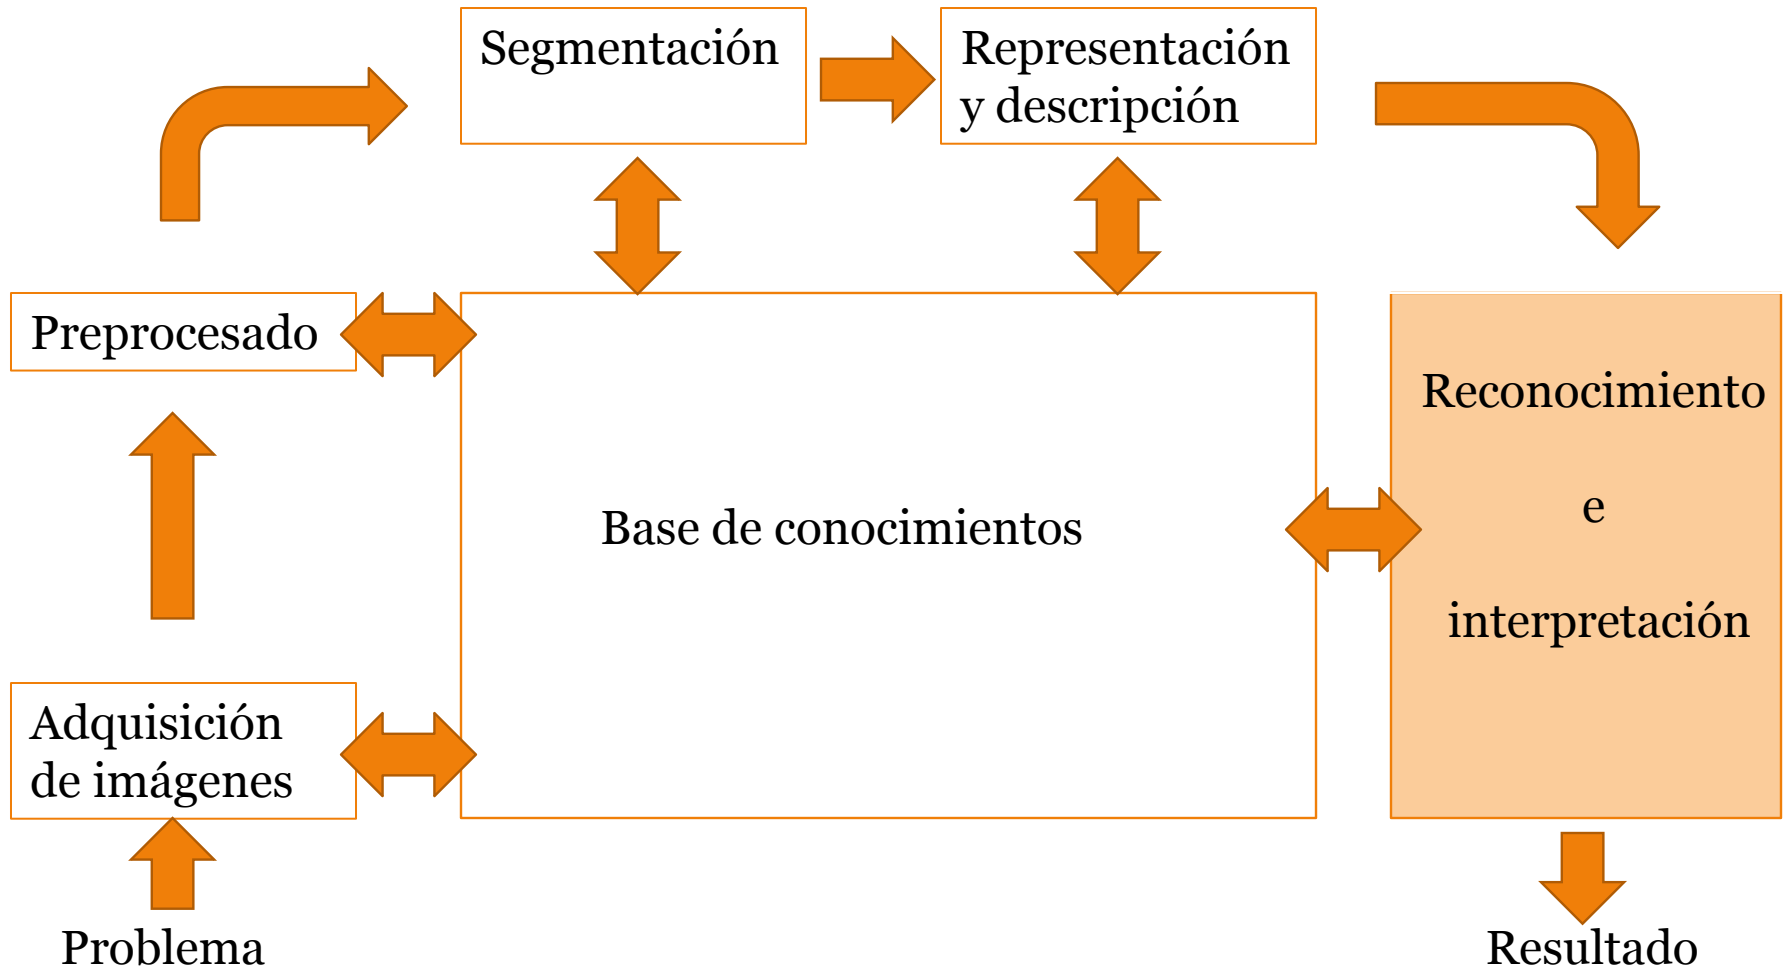 Segmentación
Representación
y descripción
Preprocesado
Reconocimiento
e
interpretación
Base de conocimientos
Adquisición
de imágenes
Problema
Resultado